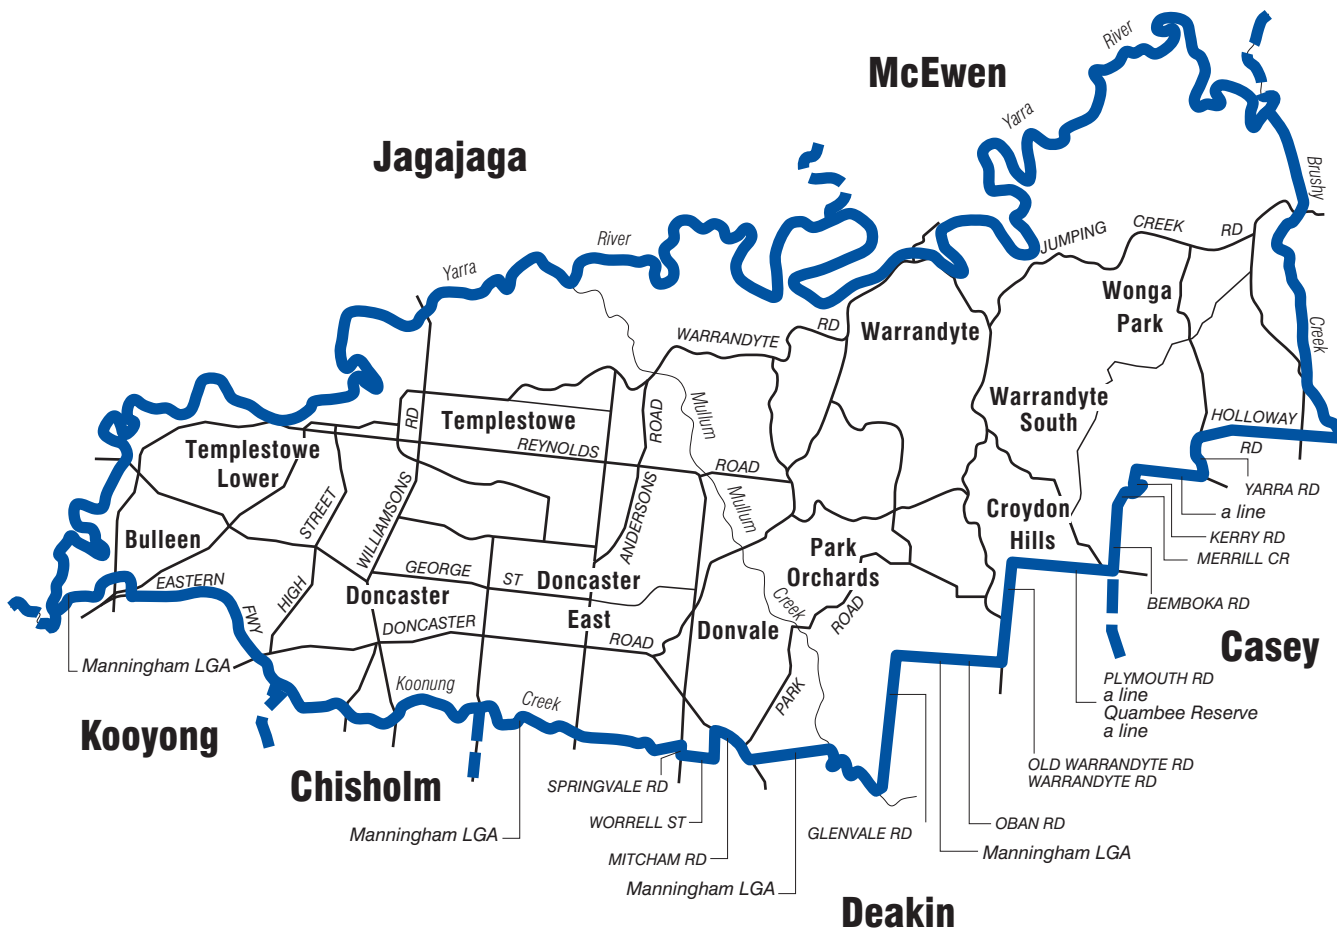 River
McEwen
Yarra
Jagajaga
Brushy
CREEK
RD
JUMPING
River
Yarra
Wonga
Park
RD
Warrandyte
WARRANDYTE
Creek
Mullum
Warrandyte
South
RD
Templestowe
ROAD
HOLLOWAY
RD
REYNOLDS
ROAD
Templestowe
Lower
YARRA RD
Mullum
a line
STREET
WILLIAMSONS
ANDERSONS
Croydon
Hills
KERRY RD
Bulleen
Park
Orchards
MERRILL CR
EASTERN
FWY
GEORGE
ST
Doncaster
East
HIGH
Doncaster
Creek
ROAD
BEMBOKA RD
DONCASTER
ROAD
Donvale
Casey
Manningham LGA
PLYMOUTH RD
a line
Quambee Reserve
a line
Koonung
Creek
PARK
Kooyong
OLD WARRANDYTE RD
WARRANDYTE RD
Chisholm
SPRINGVALE RD
Manningham LGA
WORRELL ST
GLENVALE RD
OBAN RD
MITCHAM RD
Manningham LGA
Manningham LGA
Deakin